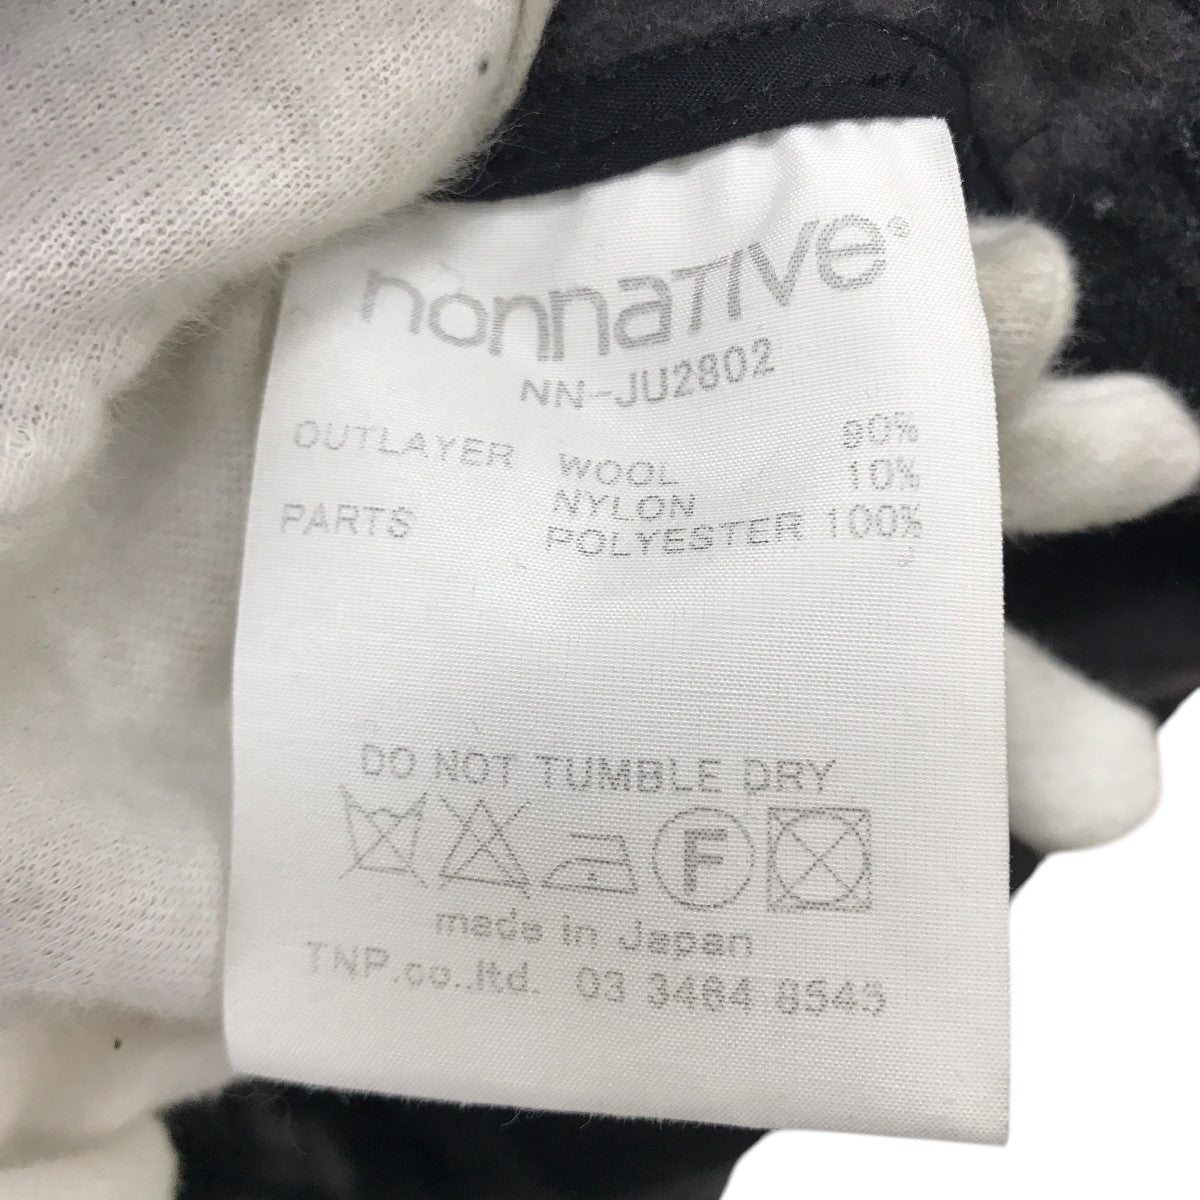 nonnATIVe®
NN-JU2802
OUTLAYER WOOL 90%
NYLON 10%
PARTS POLYESTER 100%
DO NOT TUMBLE DRY
F
made in Japan
TNP.co.,ltd. 03 3464 8543